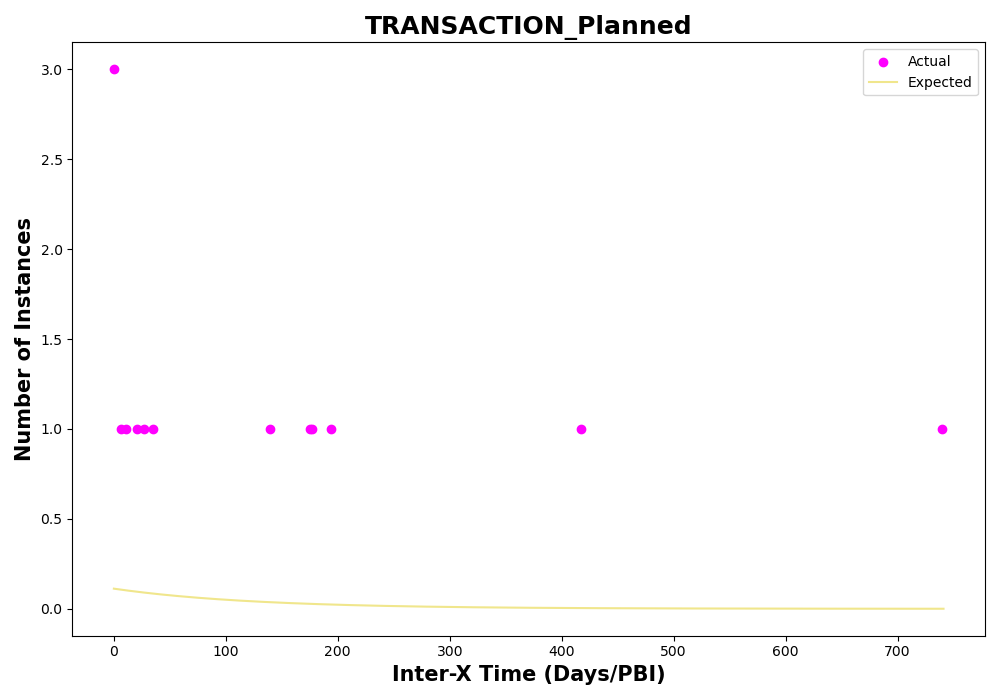 TRANSACTION_Planned
Actual
Expected
3.0
2.5
2.0
1.5
1.0
0.5
0.0
Number of Instances
0 100 200 300 400 500 600 700
Inter-X Time (Days/PBI)